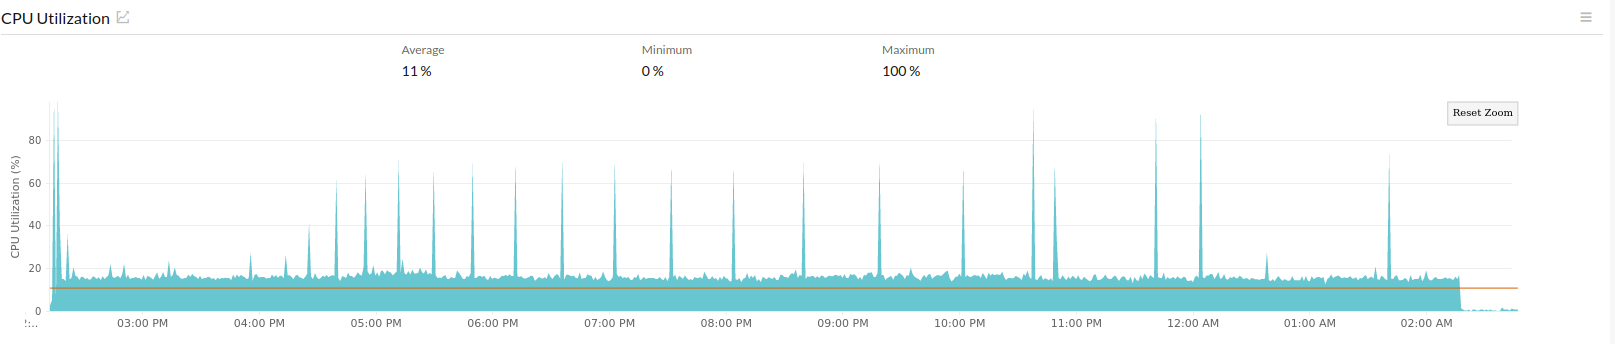 CPU Utilization
Average Minimum Maximum
11 % 0 % 100 %
Reset Zoom
CPU Utilization (%)
80
60
40
20
0
03:00 PM 04:00 PM 05:00 PM 06:00 PM 07:00 PM 08:00 PM 09:00 PM 10:00 PM 11:00 PM 12:00 AM 01:00 AM 02:00 AM